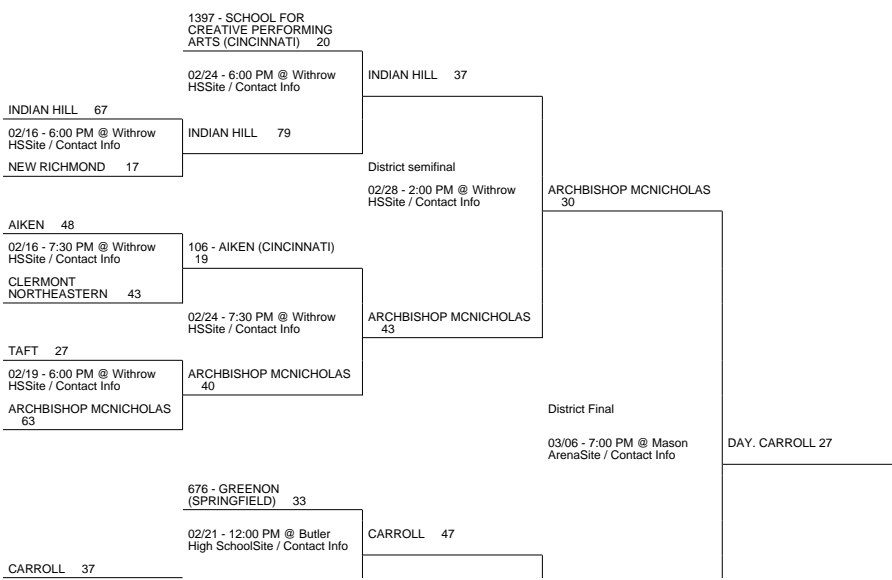 1397 - SCHOOL FOR
CREATIVE PERFORMING
ARTS (CINCINNATI) 20
02/24 - 6:00 PM @ Withrow
HSSite / Contact Info
INDIAN HILL 37
INDIAN HILL 67
02/16 - 6:00 PM @ Withrow
HSSite / Contact Info
INDIAN HILL 79
NEW RICHMOND 17
District semifinal
02/28 - 2:00 PM @ Withrow
HSSite / Contact Info
ARCHBISHOP MCNICHOLAS
30
AIKEN 48
02/16 - 7:30 PM @ Withrow
HSSite / Contact Info
106 - AIKEN (CINCINNATI)
19
CLERMONT
NORTHEASTERN 43
02/24 - 7:30 PM @ Withrow
HSSite / Contact Info
ARCHBISHOP MCNICHOLAS
43
TAFT 27
02/19 - 6:00 PM @ Withrow
HSSite / Contact Info
ARCHBISHOP MCNICHOLAS
40
ARCHBISHOP MCNICHOLAS
63
District Final
03/06 - 7:00 PM @ Mason
ArenaSite / Contact Info
DAY. CARROLL 27
676 - GREENON
(SPRINGFIELD) 33
02/21 - 12:00 PM @ Butler
High SchoolSite / Contact Info
CARROLL 47
CARROLL 37